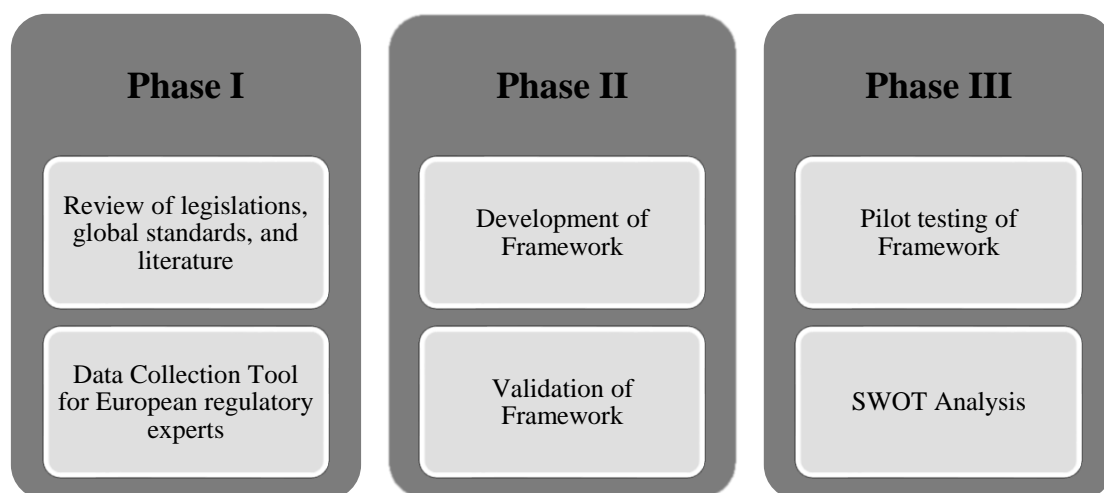 Phase I
Review of legislations,
global standards, and
literature
Data Collection Tool
for European regulatory
experts
Phase II
Development of
Framework
Validation of
Framework
Phase III
Pilot testing of
Framework
SWOT Analysis